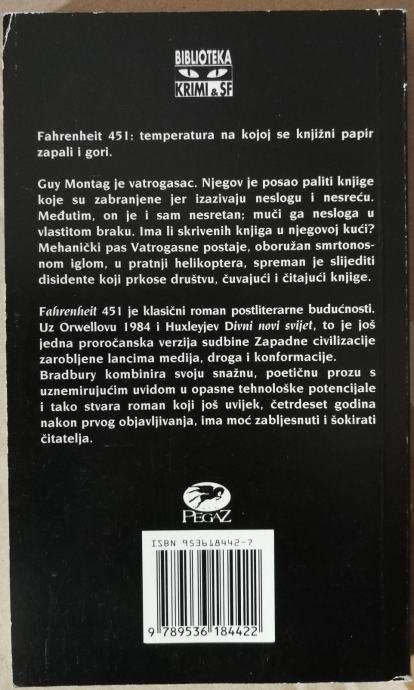 BIBLIOTEKA
KRIMI & SF
Fahrenheit 451: temperatura na kojoj se knjižni papir
zapali i gori.
Guy Montag je vatrogasac. Njegov je posao paliti knjige
koje su zabranjene jer izazivaju neslogu i nesreću.
Međutim, on je i sam nesretan; muči ga nesloga u
vlastitom braku. Ima li skrivenih knjiga u njegovoj kući?
Mehanički pas Vatrogasne postaje, oboružan smrtonos-
nom iglom, u pratnji helikoptera, spreman je slijediti
disidente koji prkose društvu, čuvajući i čitajući knjige.
Fahrenheit 451 je klasični roman postliterarne budućnosti.
Uz Orwellovu 1984 i Huxleyjev Divni novi svijet, to je još
jedna proročanska verzija sudbine Zapadne civilizacije
zarobljene lancima medija, droga i konformacije.
Bradbury kombinira svoju snažnu, poetičnu prozu s
uznemirujućim uvidom u opasne tehnološke potencijale
i tako stvara roman koji još uvijek, četrdeset godina
nakon prvog objavljivanja, ima moć zabljesnuti i šokirati
čitatelja.
PEGAZ
ISBN 953618442-7
9 789536 184422